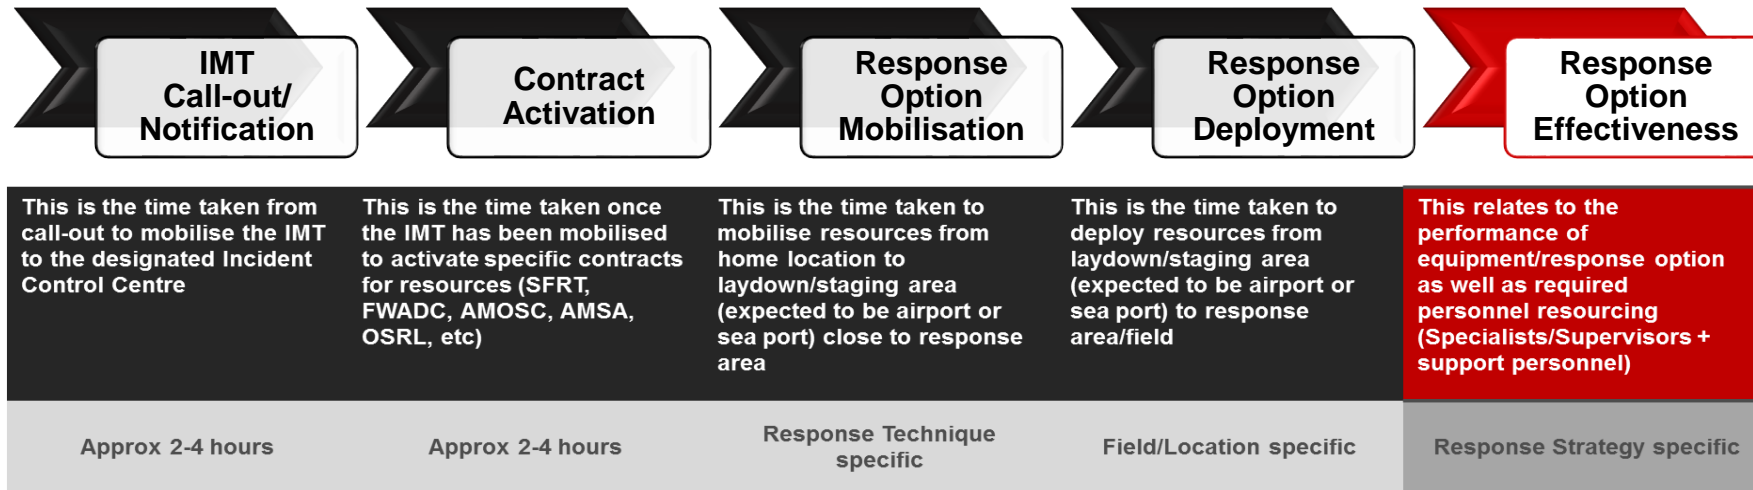 IMT
Call-out/
Notification
Contract
Activation
Response
Option
Mobilisation
Response
Option
Deployment
Response
Option
Effectiveness
This is the time taken from
call-out to mobilise the IMT
to the designated Incident
Control Centre
This is the time taken once
the IMT has been mobilised
to activate specific contracts
for resources (SFRT,
FWADC, AMOSC, AMSA,
OSRL, etc)
This is the time taken to
mobilise resources from
home location to
laydown/staging area
(expected to be airport or
sea port) close to response
area
This is the time taken to
deploy resources from
laydown/staging area
(expected to be airport or
sea port) to response
area/field
This relates to the
performance of
equipment/response option
as well as required
personnel resourcing
(Specialists/Supervisors +
support personnel)
Approx 2-4 hours
Approx 2-4 hours
Response Technique
specific
Field/Location specific
Response Strategy specific